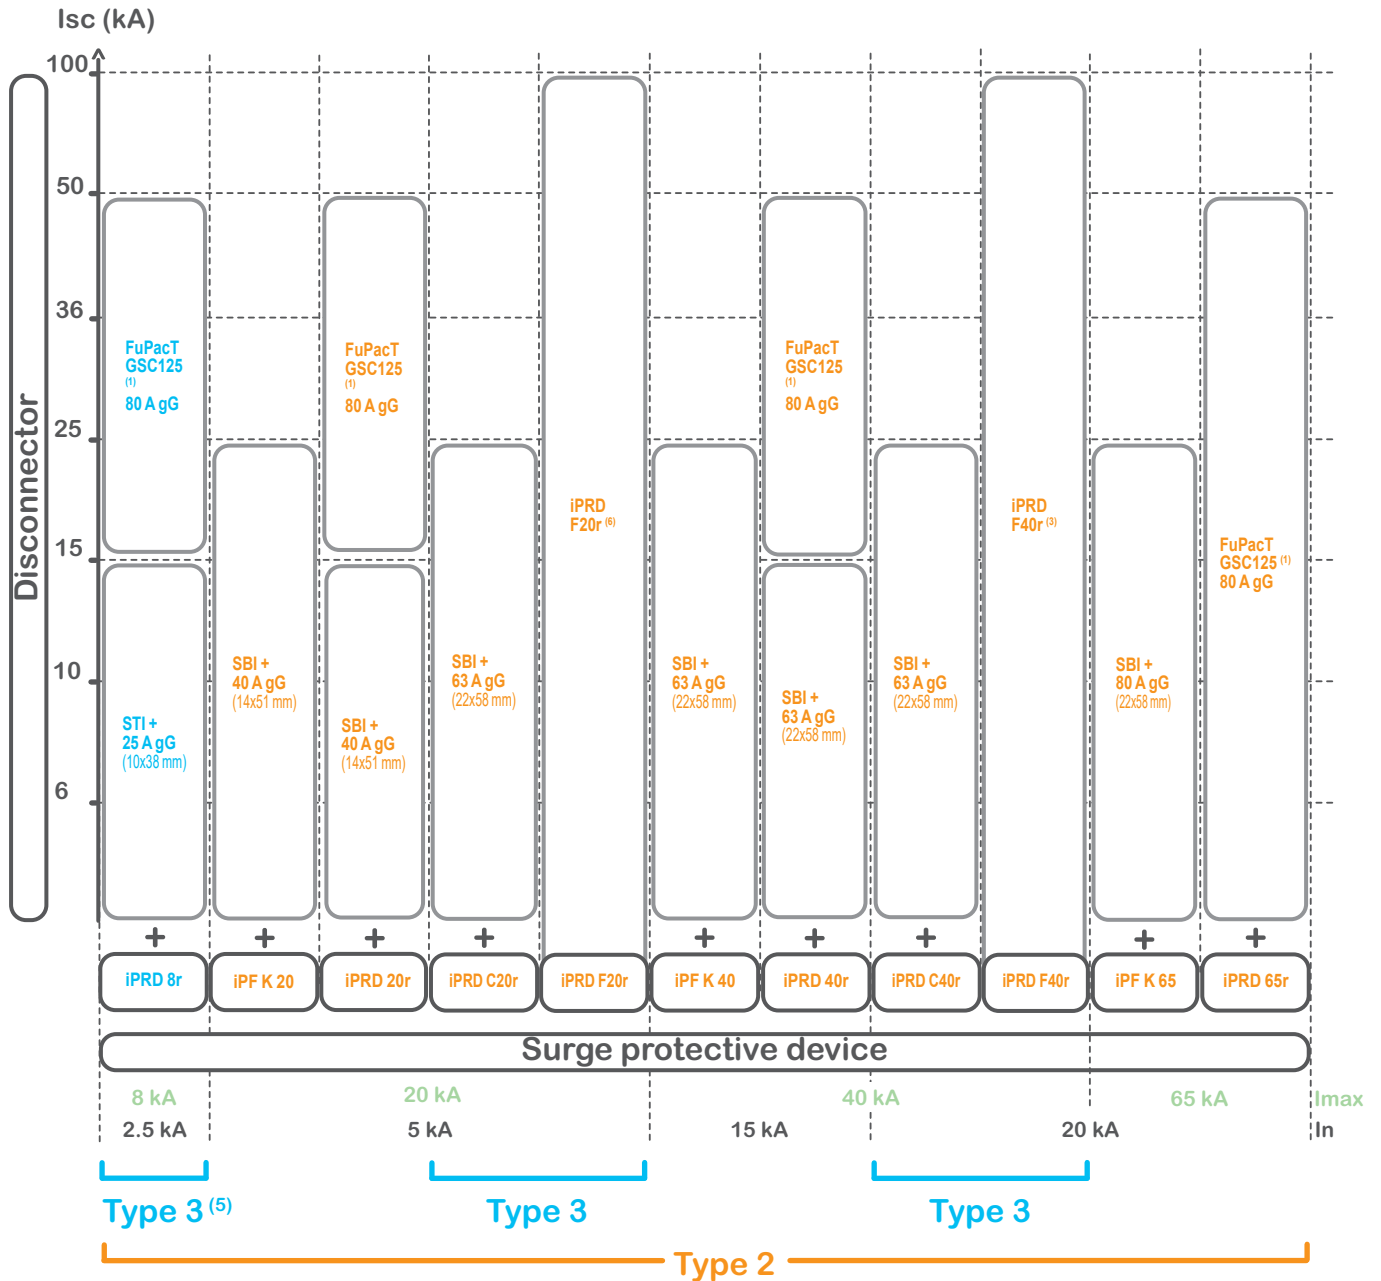 Isc (kA)
100
50
36
25
15
10
6
Disconnector
FuPacT
GSC125
(1)
80 A gG
STI +
25 A gG
(10x38 mm)
SBI +
40 A gG
(14x51 mm)
FuPacT
GSC125
(1)
80 A gG
SBI +
40 A gG
(14x51 mm)
SBI +
63 A gG
(22x58 mm)
iPRD
F20r (6)
SBI +
63 A gG
(22x58 mm)
FuPacT
GSC125
(1)
80 A gG
SBI +
63 A gG
(22x58 mm)
SBI +
63 A gG
(22x58 mm)
iPRD
F40r (3)
SBI +
80 A gG
(22x58 mm)
FuPacT
GSC125 (1)
80 A gG
+ + + + + + + + +
iPRD 8r iPF K 20 iPRD 20r iPRD C20r iPRD F20r iPF K 40 iPRD 40r iPRD C40r iPRD F40r iPF K 65 iPRD 65r
Surge protective device
8 kA 20 kA 40 kA 65 kA Imax
2.5 kA 5 kA 15 kA 20 kA In
Type 3 (5) Type 3 Type 3
Type 2